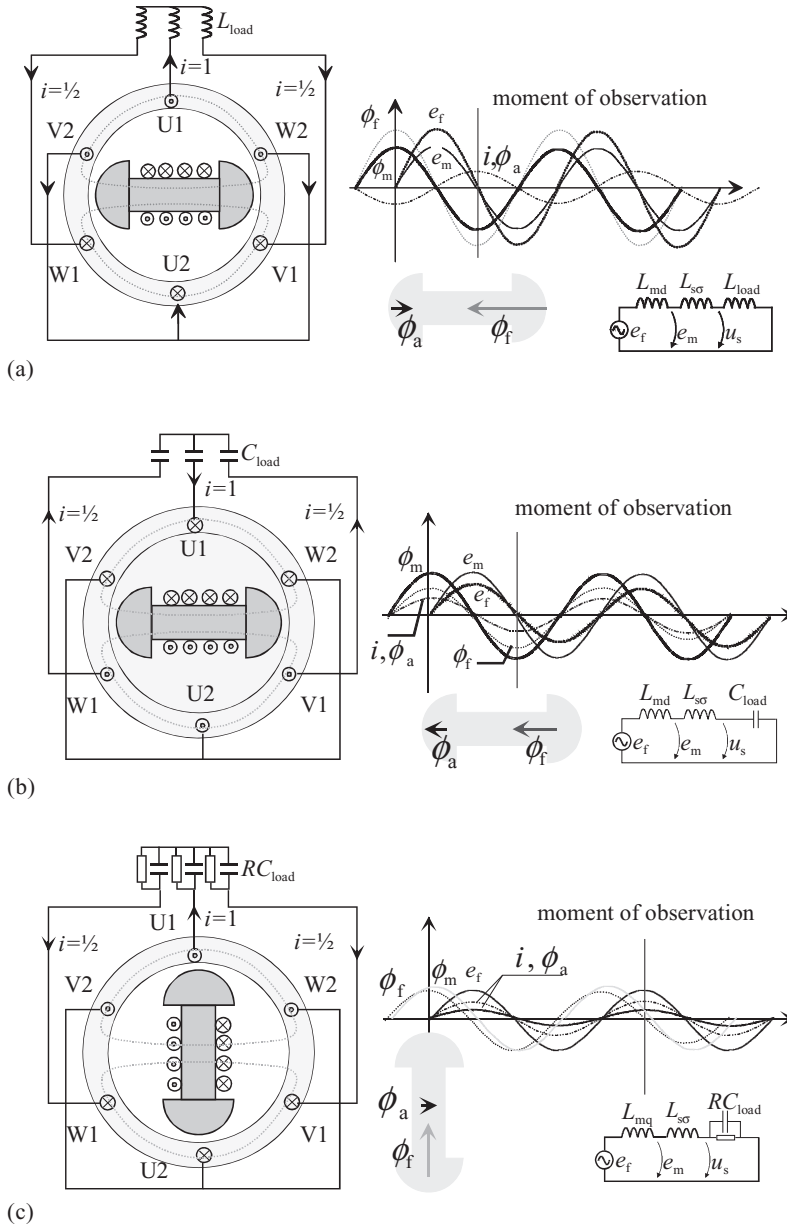 L_load
i=1
i=½
i=½
U1
V2
W2
W1
V1
U2
moment of observation
ϕ_f
e_f
ϕ_m
e_m
i,ϕ_a
ϕ_a
ϕ_f
L_md
L_sσ
L_load
e_f
e_m
u_s
(a)
C_load
i=1
i=½
i=½
U1
V2
W2
W1
V1
U2
moment of observation
ϕ_m
e_m
e_f
i,ϕ_a
ϕ_f
ϕ_a
ϕ_f
L_md
L_sσ
C_load
e_f
e_m
u_s
(b)
RC_load
U1
i=1
i=½
i=½
V2
W2
W1
V1
U2
moment of observation
ϕ_f
ϕ_m
e_f
i, ϕ_a
ϕ_a
ϕ_f
L_mq
L_sσ
RC_load
e_f
e_m
u_s
(c)